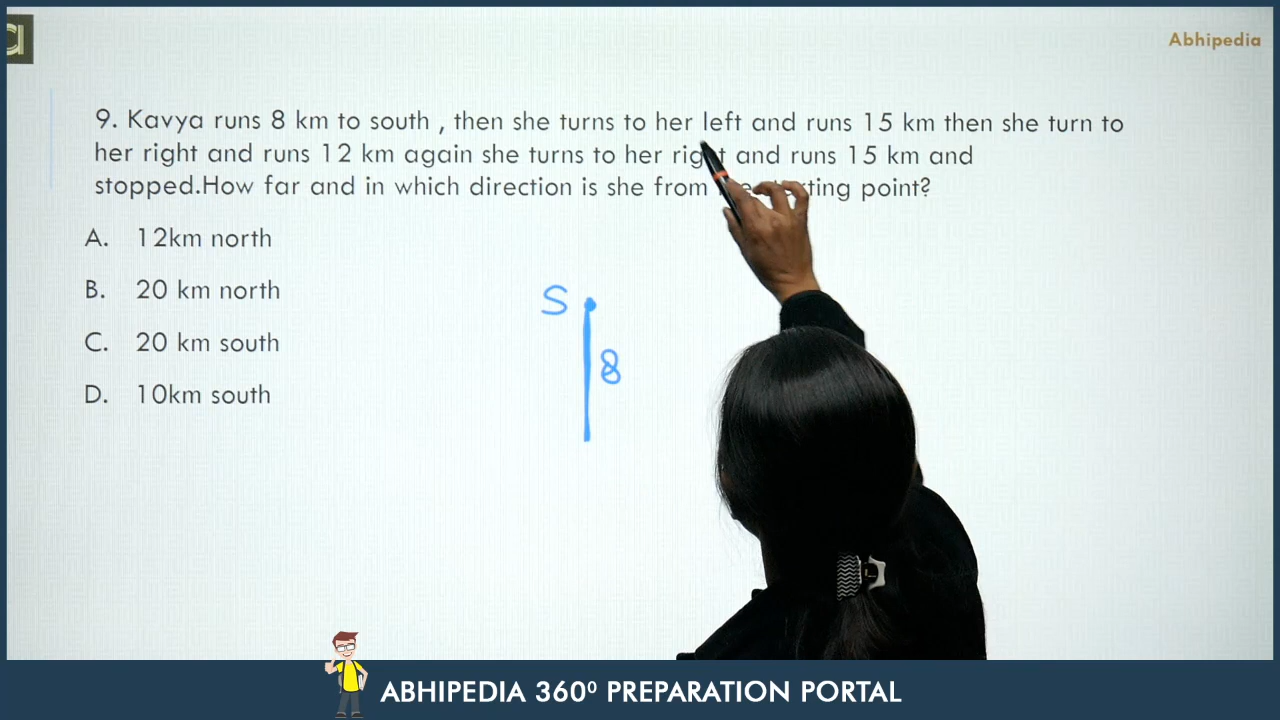 Abhipedia
9. Kavya runs 8 km to south , then she turns to her left and runs 15 km then she turn to
her right and runs 12 km again she turns to her right and runs 15 km and
stopped.How far and in which direction is she from point?
A. 12km north
B. 20 km north
C. 20 km south
D. 10km south
S
8
ABHIPEDIA 360⁰ PREPARATION PORTAL